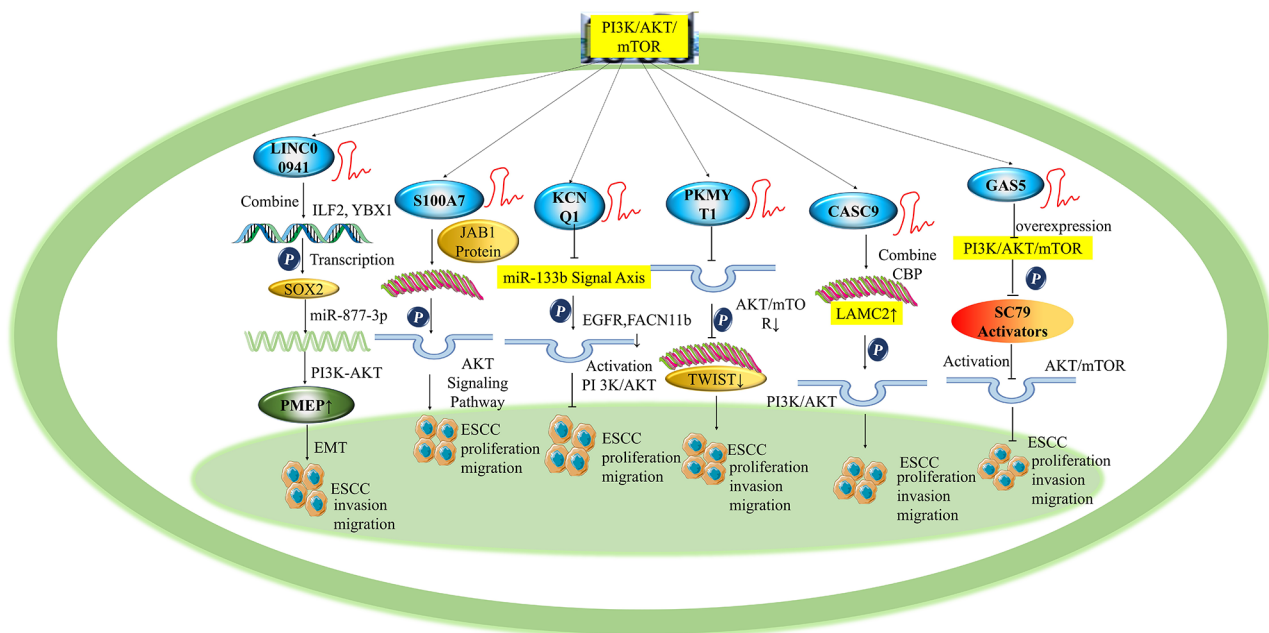 PI3K/AKT/
mTOR
LINC0
0941
Combine
ILF2, YBX1
P
Transcription
SOX2
miR-877-3p
PI3K-AKT
PMEP↑
EMT
ESCC
invasion
migration
S100A7
JAB1
Protein
P
AKT
Signaling
Pathway
ESCC
proliferation
migration
KCN
Q1
miR-133b Signal Axis
P
EGFR,FACN11b
↓
Activation
PI 3K/AKT
ESCC
proliferation
migration
PKMY
T1
P
AKT/mTO
R↓
TWIST↓
ESCC
proliferation
invasion
migration
CASC9
Combine
CBP
LAMC2↑
P
PI3K/AKT
ESCC
proliferation
invasion
migration
GAS5
overexpression
PI3K/AKT/mTOR
P
SC79
Activators
Activation
AKT/mTOR
ESCC
proliferation
invasion
migration